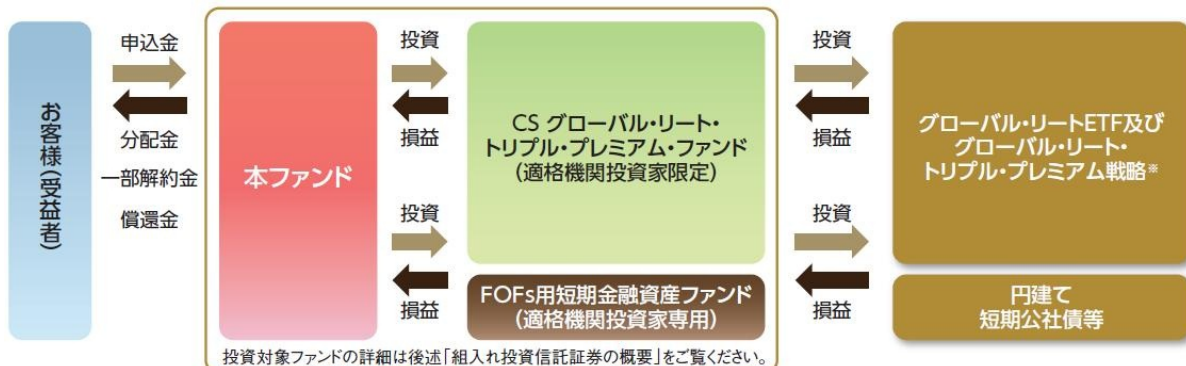 お客様(受益者)
申込金
分配金
一部解約金
償還金
本ファンド
投資
損益
投資
損益
CS グローバル・リート・
トリプル・プレミアム・ファンド
(適格機関投資家限定)
FOFs用短期金融資産ファンド
(適格機関投資家専用)
投資
損益
投資
損益
グローバル・リートETF及び
グローバル・リート・
トリプル・プレミアム戦略※
円建て
短期公社債等
投資対象ファンドの詳細は後述「組入れ投資信託証券の概要」をご覧ください。